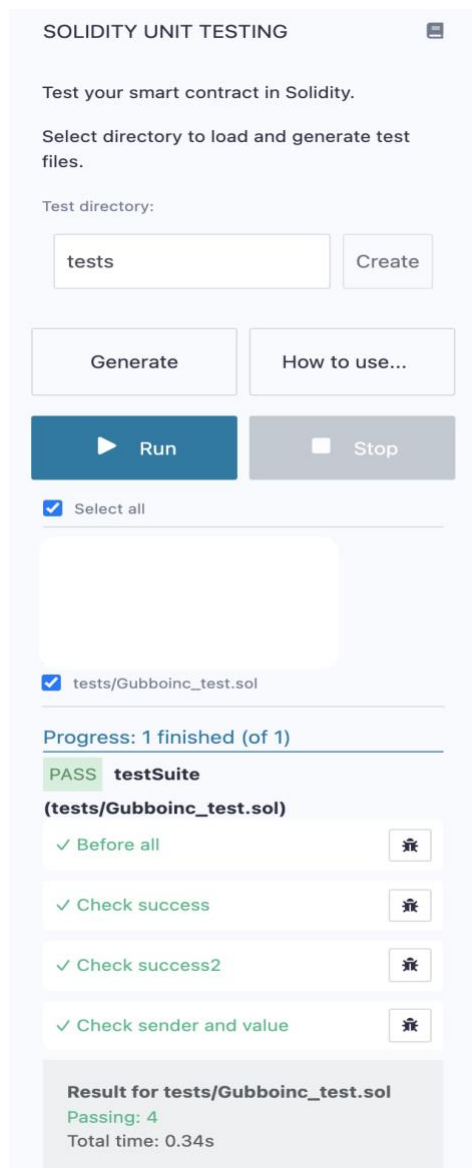 SOLIDITY UNIT TESTING
Test your smart contract in Solidity.
Select directory to load and generate test
files.
Test directory:
tests
Create
Generate
How to use...
Run
Stop
Select all
tests/Gubboinc_test.sol
Progress: 1 finished (of 1)
PASS testSuite
(tests/Gubboinc_test.sol)
✓ Before all
✓ Check success
✓ Check success2
✓ Check sender and value
Result for tests/Gubboinc_test.sol
Passing: 4
Total time: 0.34s